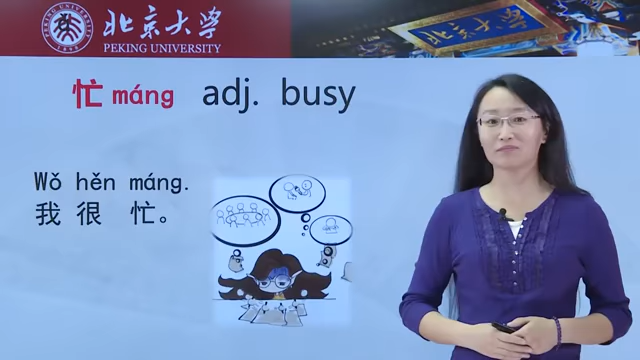 北京大学
PEKING UNIVERSITY
忙 máng adj. busy
Wǒ hěn máng.
我 很 忙。